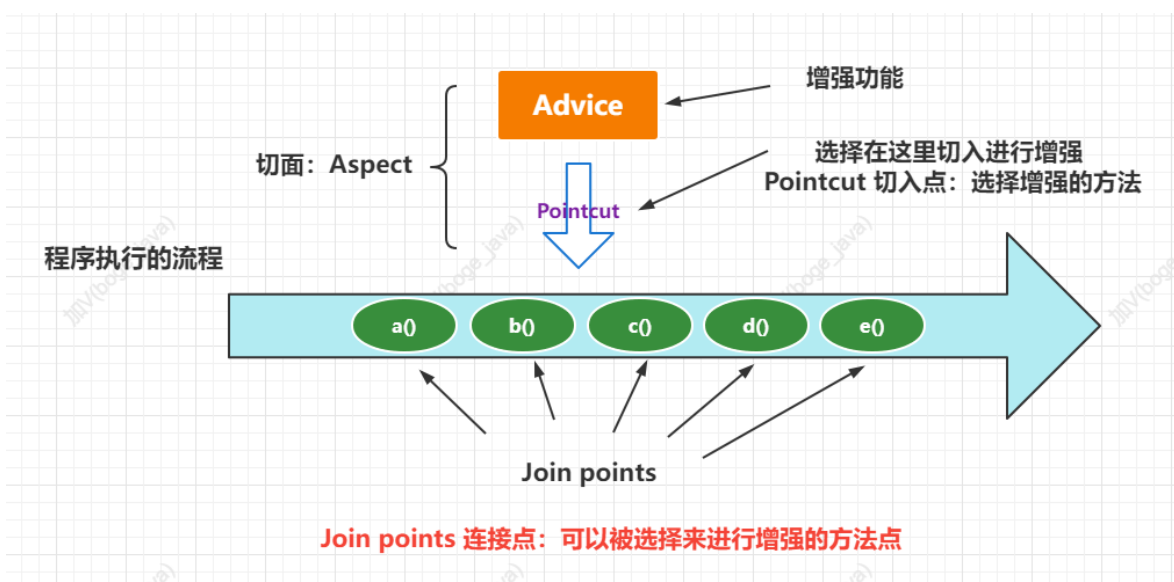 增强功能
Advice
选择在这里切入进行增强
切面：Aspect
Pointcut 切入点：选择增强的方法
Pointcut
程序执行的流程
a()
b()
c()
d()
e()
Join points
Join points 连接点：可以被选择来进行增强的方法点
加V(boge_java)